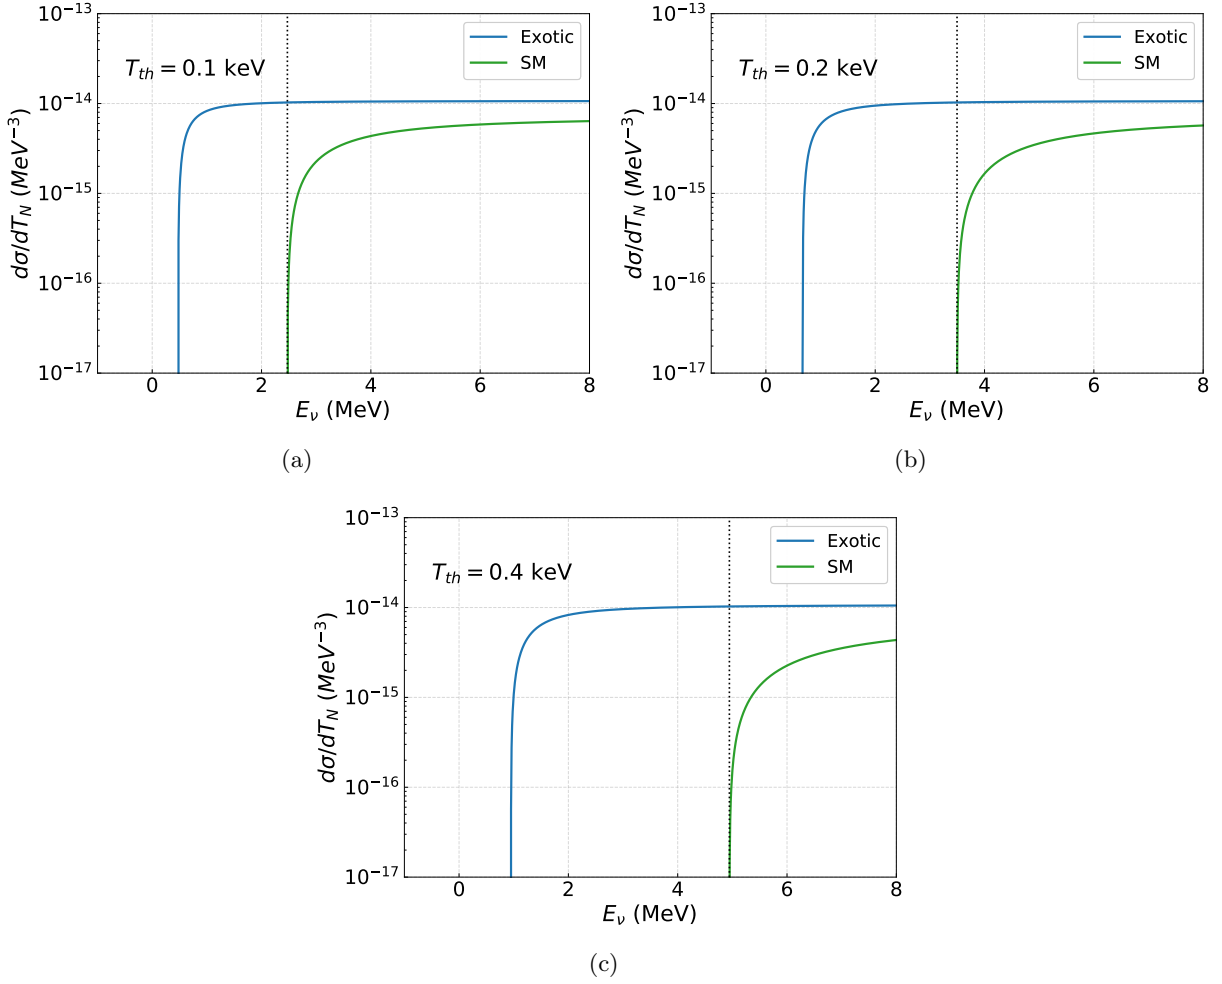 10⁻¹³
10⁻¹⁴
10⁻¹⁵
10⁻¹⁶
10⁻¹⁷
dσ/dT_N (MeV⁻³)
T_th = 0.1 keV
Exotic
SM
0 2 4 6 8
E_ν (MeV)
(a)
10⁻¹³
10⁻¹⁴
10⁻¹⁵
10⁻¹⁶
10⁻¹⁷
dσ/dT_N (MeV⁻³)
T_th = 0.2 keV
Exotic
SM
0 2 4 6 8
E_ν (MeV)
(b)
10⁻¹³
10⁻¹⁴
10⁻¹⁵
10⁻¹⁶
10⁻¹⁷
dσ/dT_N (MeV⁻³)
T_th = 0.4 keV
Exotic
SM
0 2 4 6 8
E_ν (MeV)
(c)